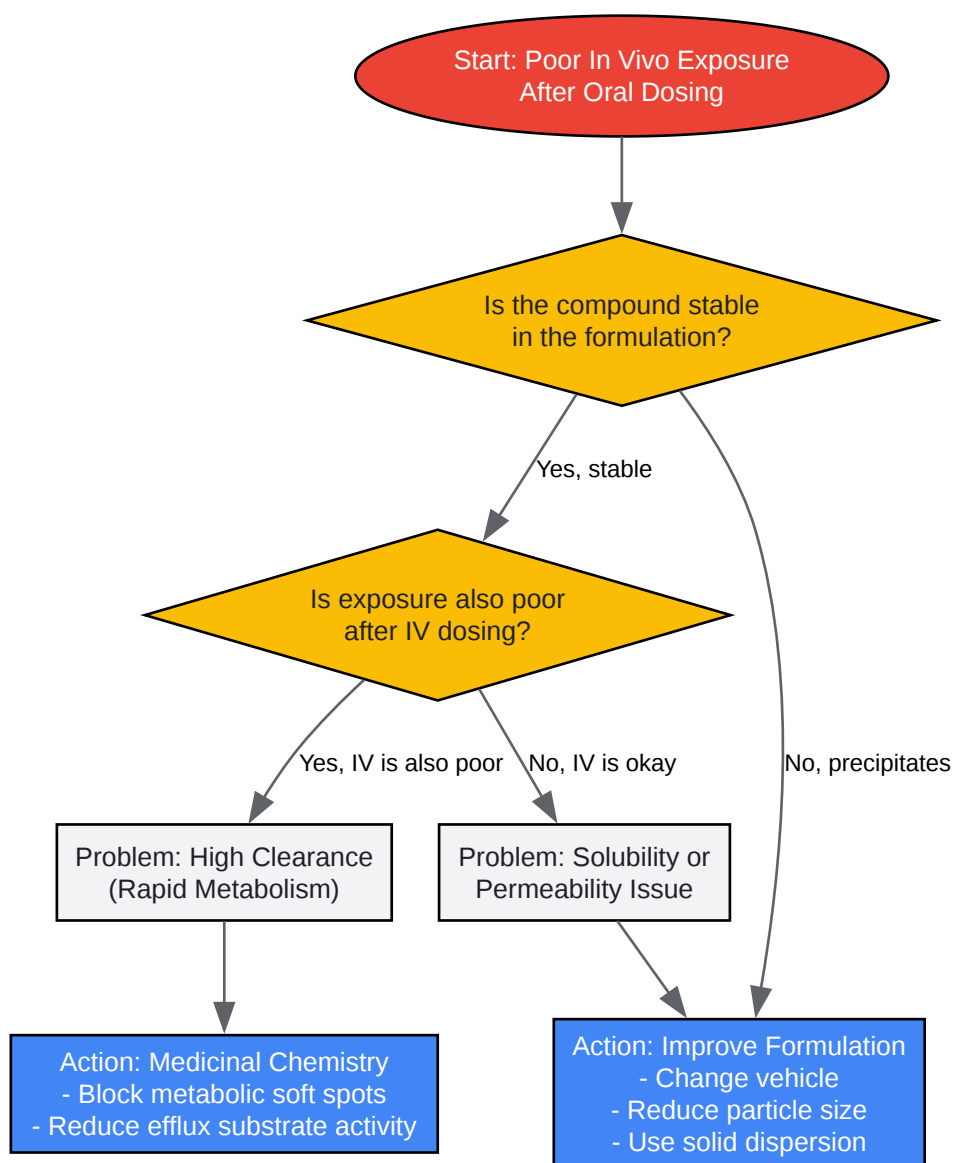 Start: Poor In Vivo Exposure
After Oral Dosing
Is the compound stable
in the formulation?
Yes, stable
Is exposure also poor
after IV dosing?
Yes, IV is also poor
No, IV is okay
No, precipitates
Problem: High Clearance
(Rapid Metabolism)
Problem: Solubility or
Permeability Issue
Action: Medicinal Chemistry
- Block metabolic soft spots
- Reduce efflux substrate activity
Action: Improve Formulation
- Change vehicle
- Reduce particle size
- Use solid dispersion